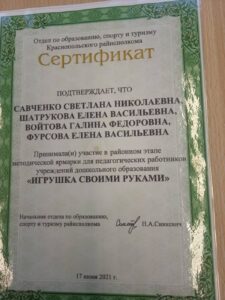 Отдел по образованию, спорту и туризму
Краснопольского райисполкома
Сертификат
ПОДТВЕРЖДАЕТ, ЧТО
САВЧЕНКО СВЕТЛАНА НИКОЛАЕВНА,
ШАТРУКОВА ЕЛЕНА ВАСИЛЬЕВНА,
ВОЙТОВА ГАЛИНА ФЕДОРОВНА,
ФУРСОВА ЕЛЕНА ВАСИЛЬЕВНА
Принимала(и) участие в районном этапе
методической ярмарки для педагогических работников
учреждений дошкольного образования
«ИГРУШКА СВОИМИ РУКАМИ»
Начальник отдела по образованию,
спорту и туризму райисполкома
17 июня 2021 г.